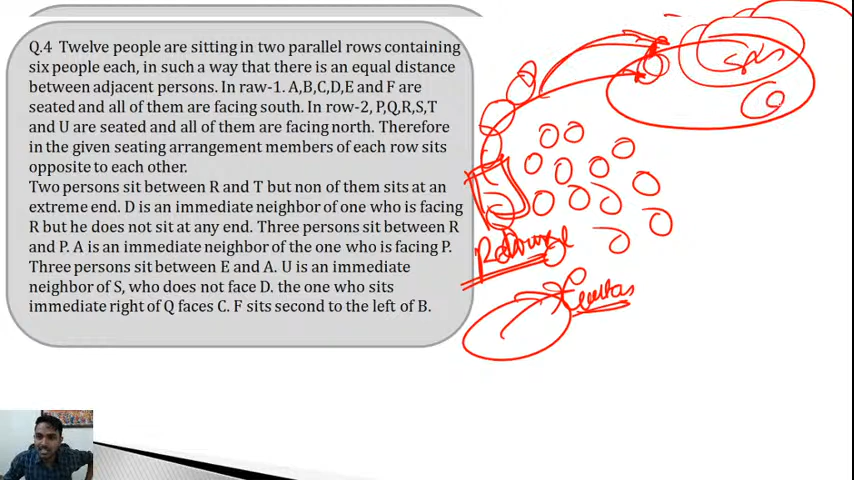 Q.4 Twelve people are sitting in two parallel rows containing
six people each, in such a way that there is an equal distance
between adjacent persons. In raw-1. A,B,C,D,E and F are
seated and all of them are facing south. In row-2, P,Q,R,S,T
and U are seated and all of them are facing north. Therefore
in the given seating arrangement members of each row sits
opposite to each other.
Two persons sit between R and T but non of them sits at an
extreme end. D is an immediate neighbor of one who is facing
R but he does not sit at any end. Three persons sit between R
and P. A is an immediate neighbor of the one who is facing P.
Three persons sit between E and A. U is an immediate
neighbor of S, who does not face D. the one who sits
immediate right of Q faces C. F sits second to the left of B.